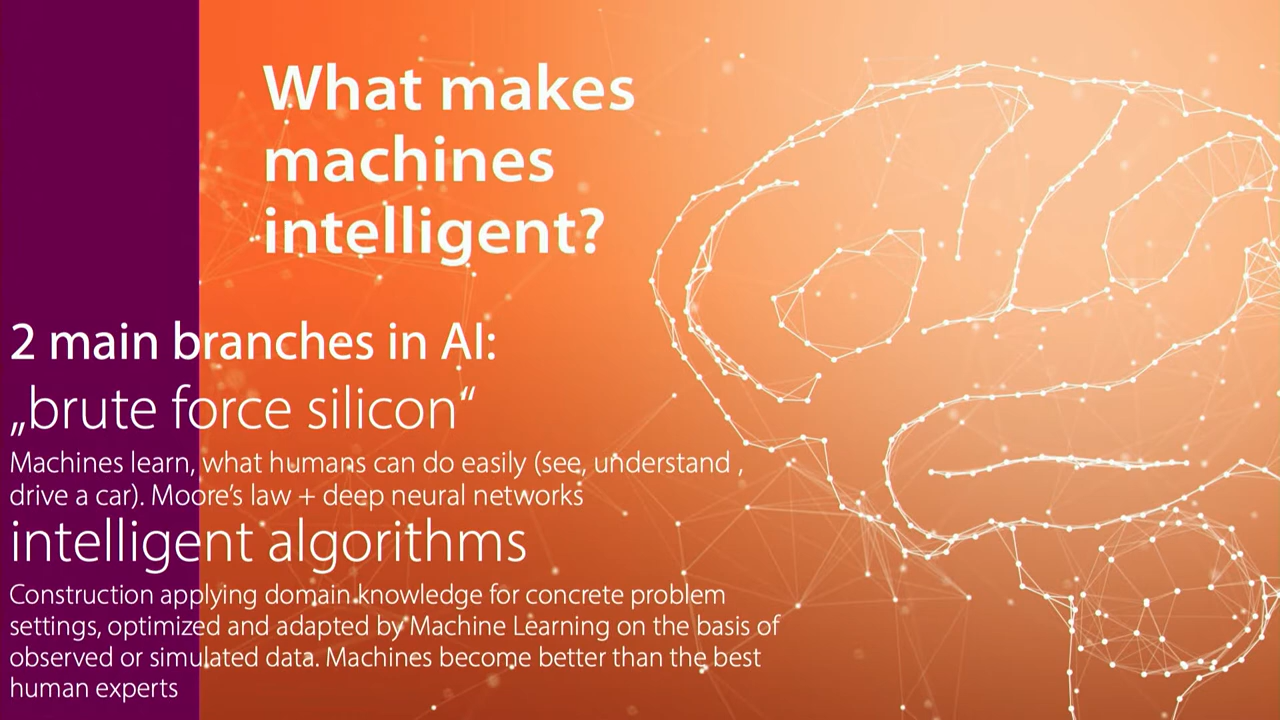 What makes
machines
intelligent?
2 main branches in AI:
„brute force silicon“
Machines learn, what humans can do easily (see, understand ,
drive a car). Moore’s law + deep neural networks
intelligent algorithms
Construction applying domain knowledge for concrete problem
settings, optimized and adapted by Machine Learning on the basis of
observed or simulated data. Machines become better than the best
human experts